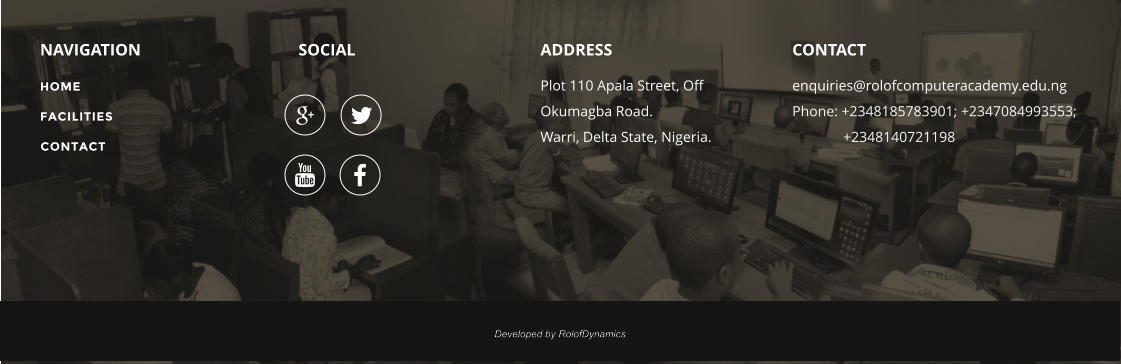 NAVIGATION
HOME
FACILITIES
CONTACT
SOCIAL
g+
You
Tube
f
ADDRESS
Plot 110 Apala Street, Off
Okumagba Road.
Warri, Delta State, Nigeria.
CONTACT
enquiries@rolofcomputeracademy.edu.ng
Phone: +2348185783901; +2347084993553;
+2348140721198
Developed by RolofDynamics